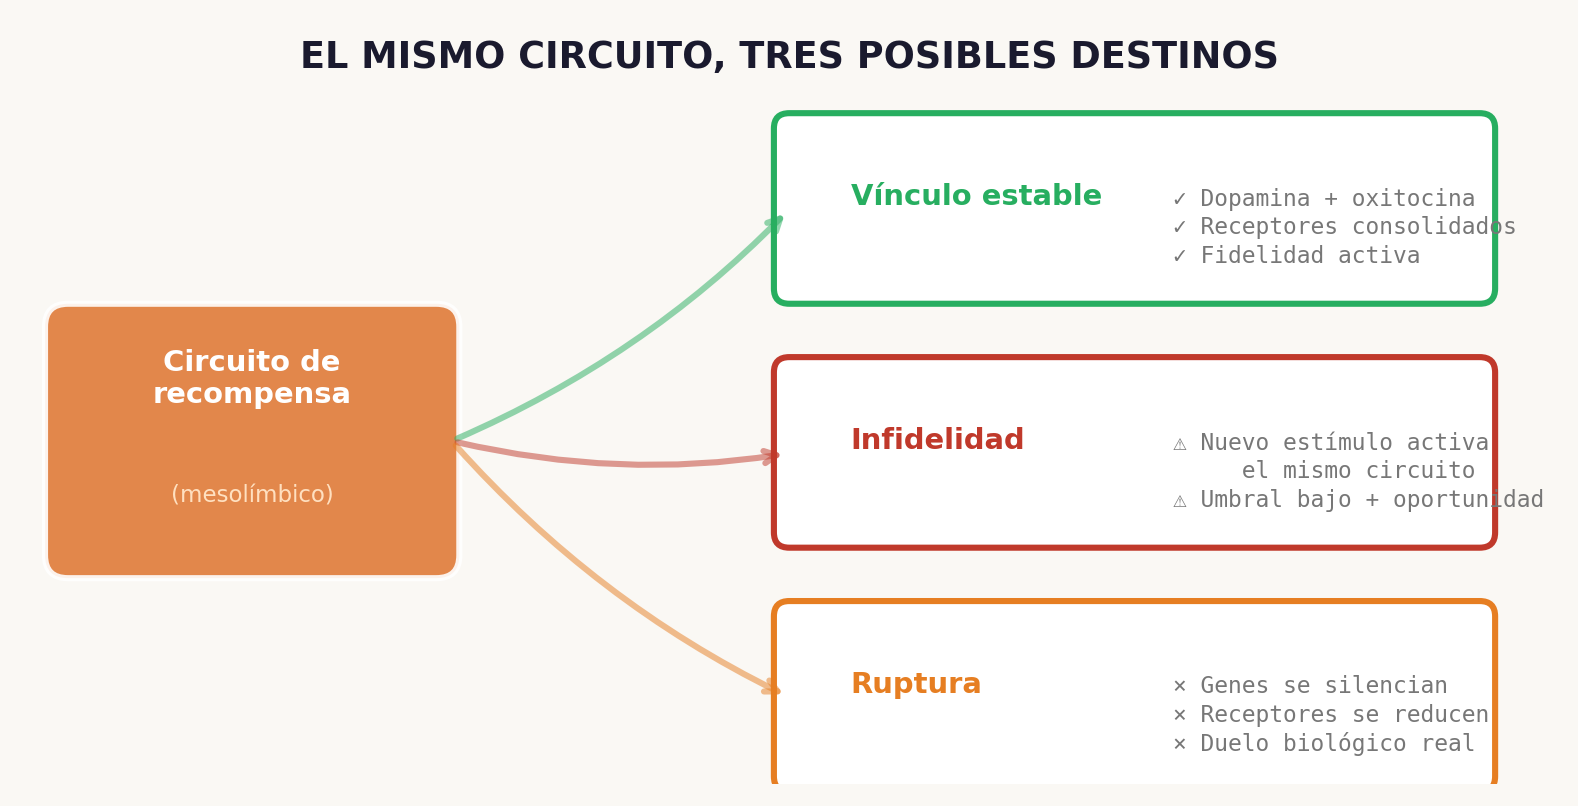 EL MISMO CIRCUITO, TRES POSIBLES DESTINOS
Circuito de
recompensa
(mesolímbico)
Vínculo estable
✓ Dopamina + oxitocina
✓ Receptores consolidados
✓ Fidelidad activa
Infidelidad
⚠ Nuevo estímulo activa
el mismo circuito
⚠ Umbral bajo + oportunidad
Ruptura
× Genes se silencian
× Receptores se reducen
× Duelo biológico real